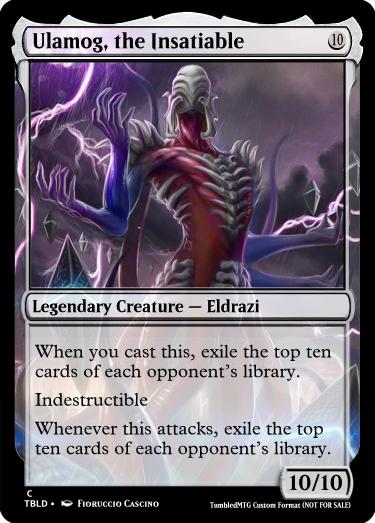 Ulamog, the Insatiable 10
Legendary Creature — Eldrazi
When you cast this, exile the top ten
cards of each opponent's library.
Indestructible
Whenever this attacks, exile the top
ten cards of each opponent's library.
10/10
C
TBLD • Fioruccio Cascino
TumbledMTG Custom Format (NOT FOR SALE)